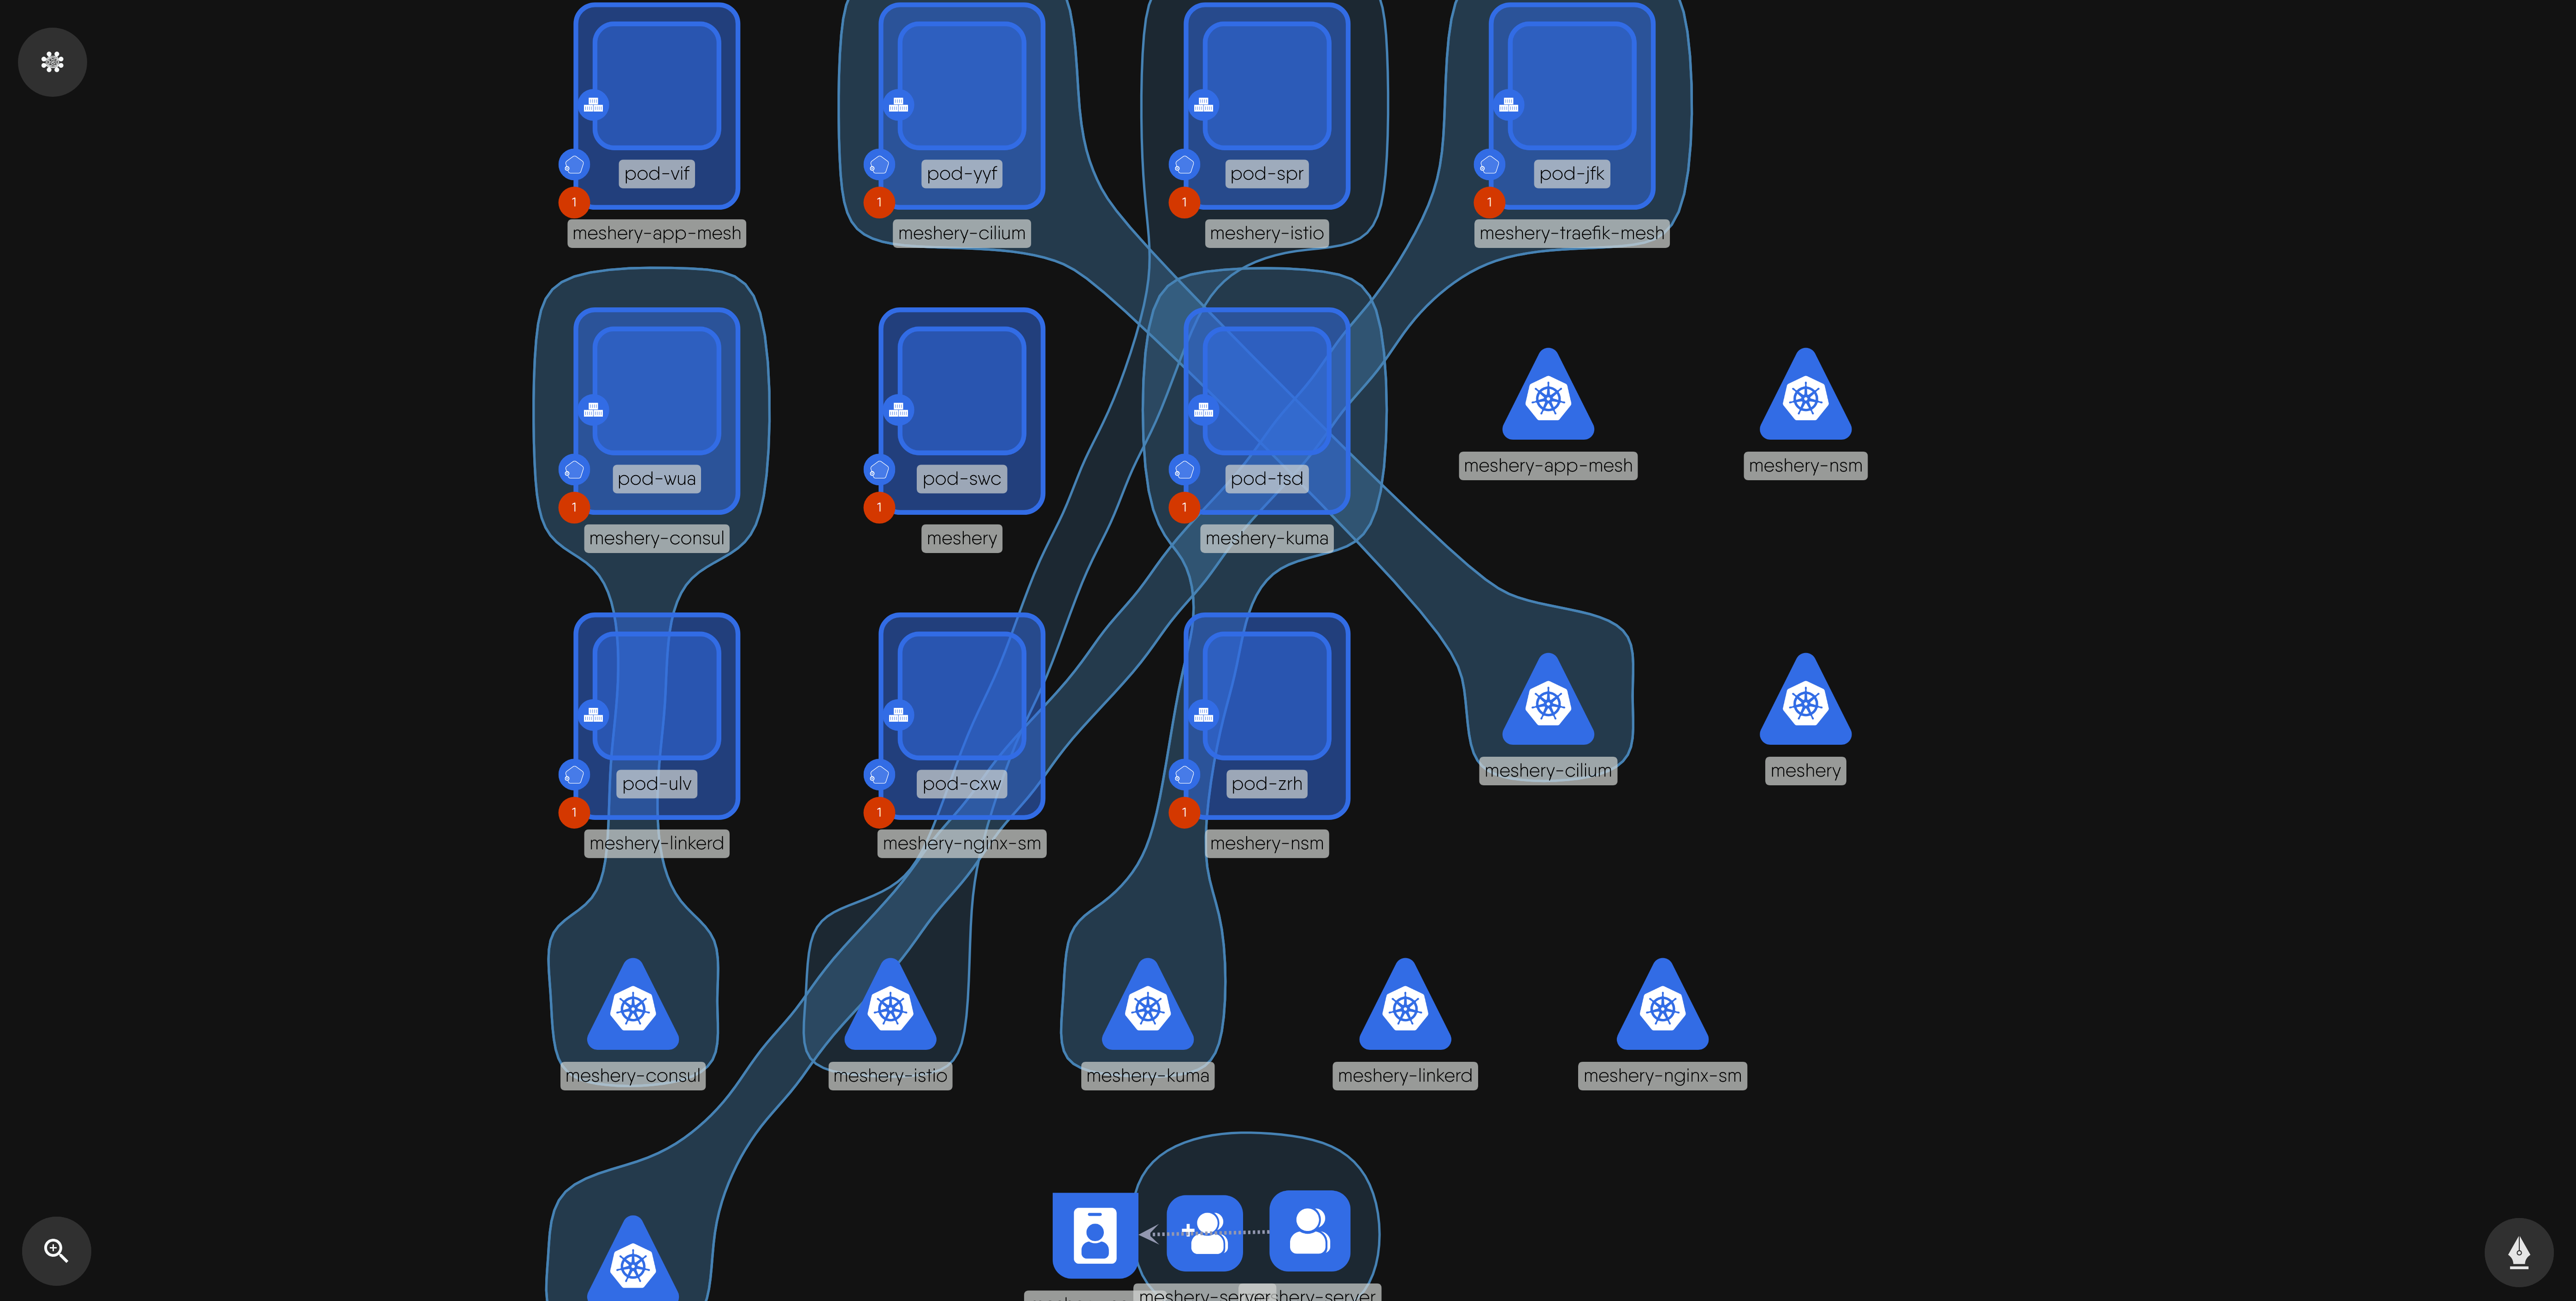 pod-vif
pod-yyf
pod-spr
pod-jfk
1
1
1
1
meshery-app-mesh
meshery-cilium
meshery-istio
meshery-traefik-mesh
pod-wua
pod-swc
pod-tsd
meshery-app-mesh
meshery-nsm
1
1
1
meshery-consul
meshery
meshery-kuma
pod-ulv
pod-cxw
pod-zrh
meshery-cilium
meshery
1
1
1
meshery-linkerd
meshery-nginx-sm
meshery-nsm
meshery-consul
meshery-istio
meshery-kuma
meshery-linkerd
meshery-nginx-sm
meshery-server
shery-server